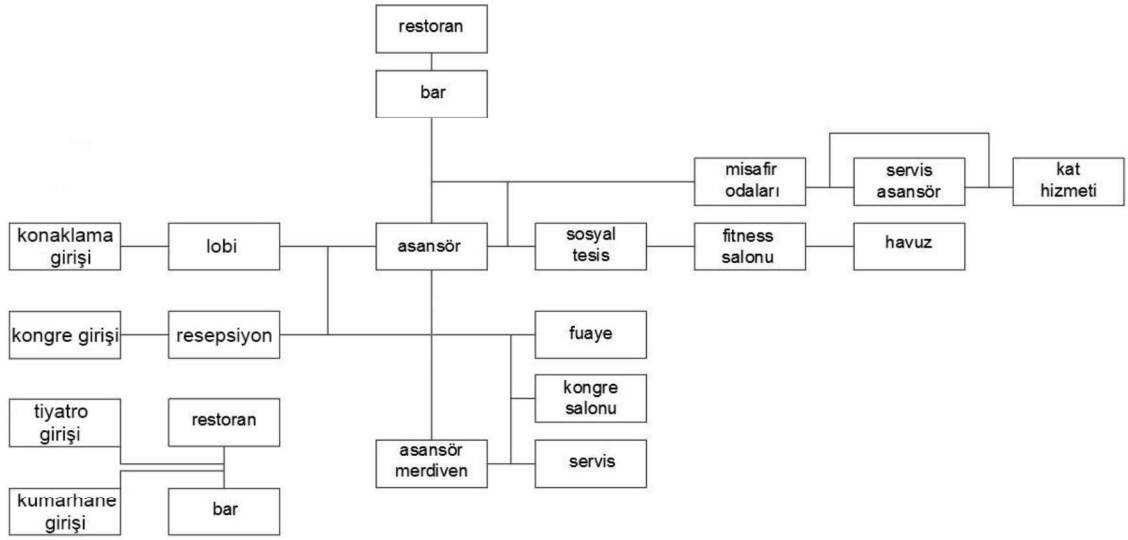 restoran
bar
misafir
odaları
servis
asansör
kat
hizmeti
konaklama
girişi
lobi
asansör
sosyal
tesis
fitness
salonu
havuz
kongre girişi
resepsiyon
fuaye
kongre
salonu
tiyatro
girişi
restoran
asansör
merdiven
servis
kumarhane
girişi
bar